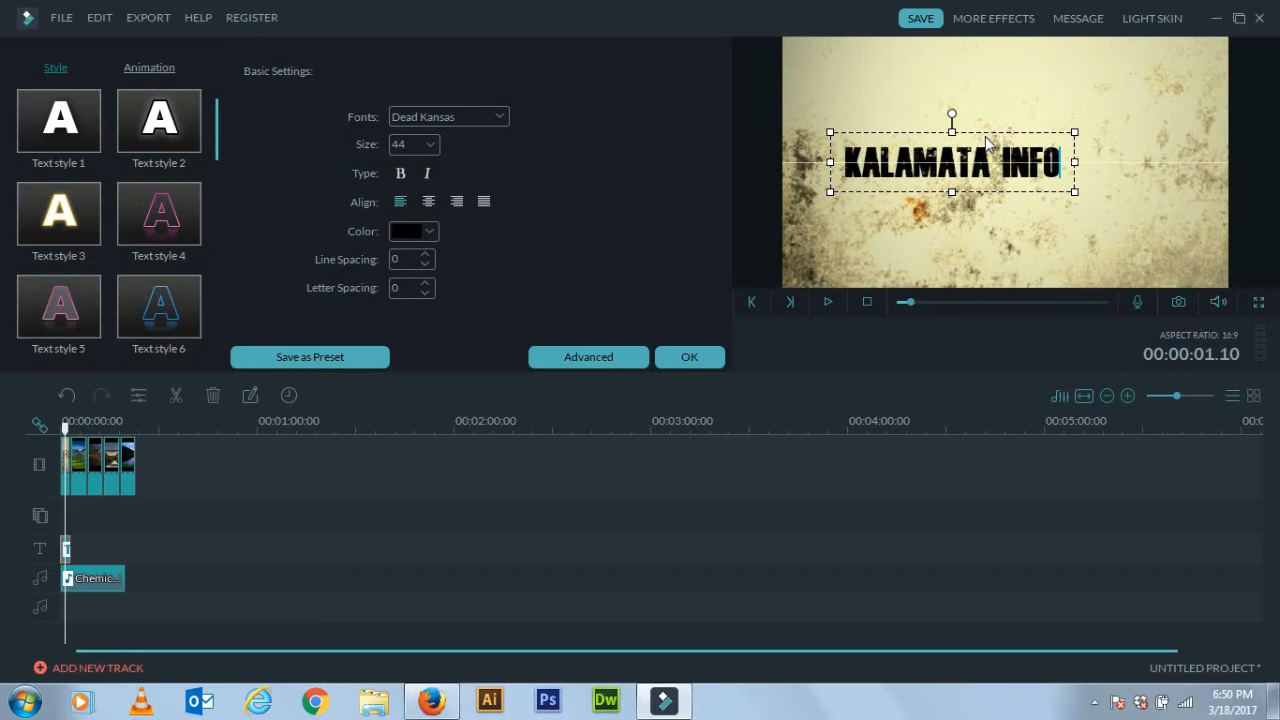 FILE EDIT EXPORT HELP REGISTER SAVE MORE EFFECTS MESSAGE LIGHT SKIN
Style Animation Basic Settings:
A A
Text style 1 Text style 2
A A
Text style 3 Text style 4
A A
Text style 5 Text style 6
Fonts: Dead Kansas
Size: 44
Type: B I
Align:
Color:
Line Spacing: 0
Letter Spacing: 0
Save as Preset Advanced OK
KALAMATA INFO
ASPECT RATIO: 16:9
00:00:01.10
00:00:00:00 00:01:00:00 00:02:00:00 00:03:00:00 00:04:00:00 00:05:00:00 00:0
T T
Chemic...
ADD NEW TRACK UNTITLED PROJECT *
Ai Ps Dw
6:50 PM
3/18/2017